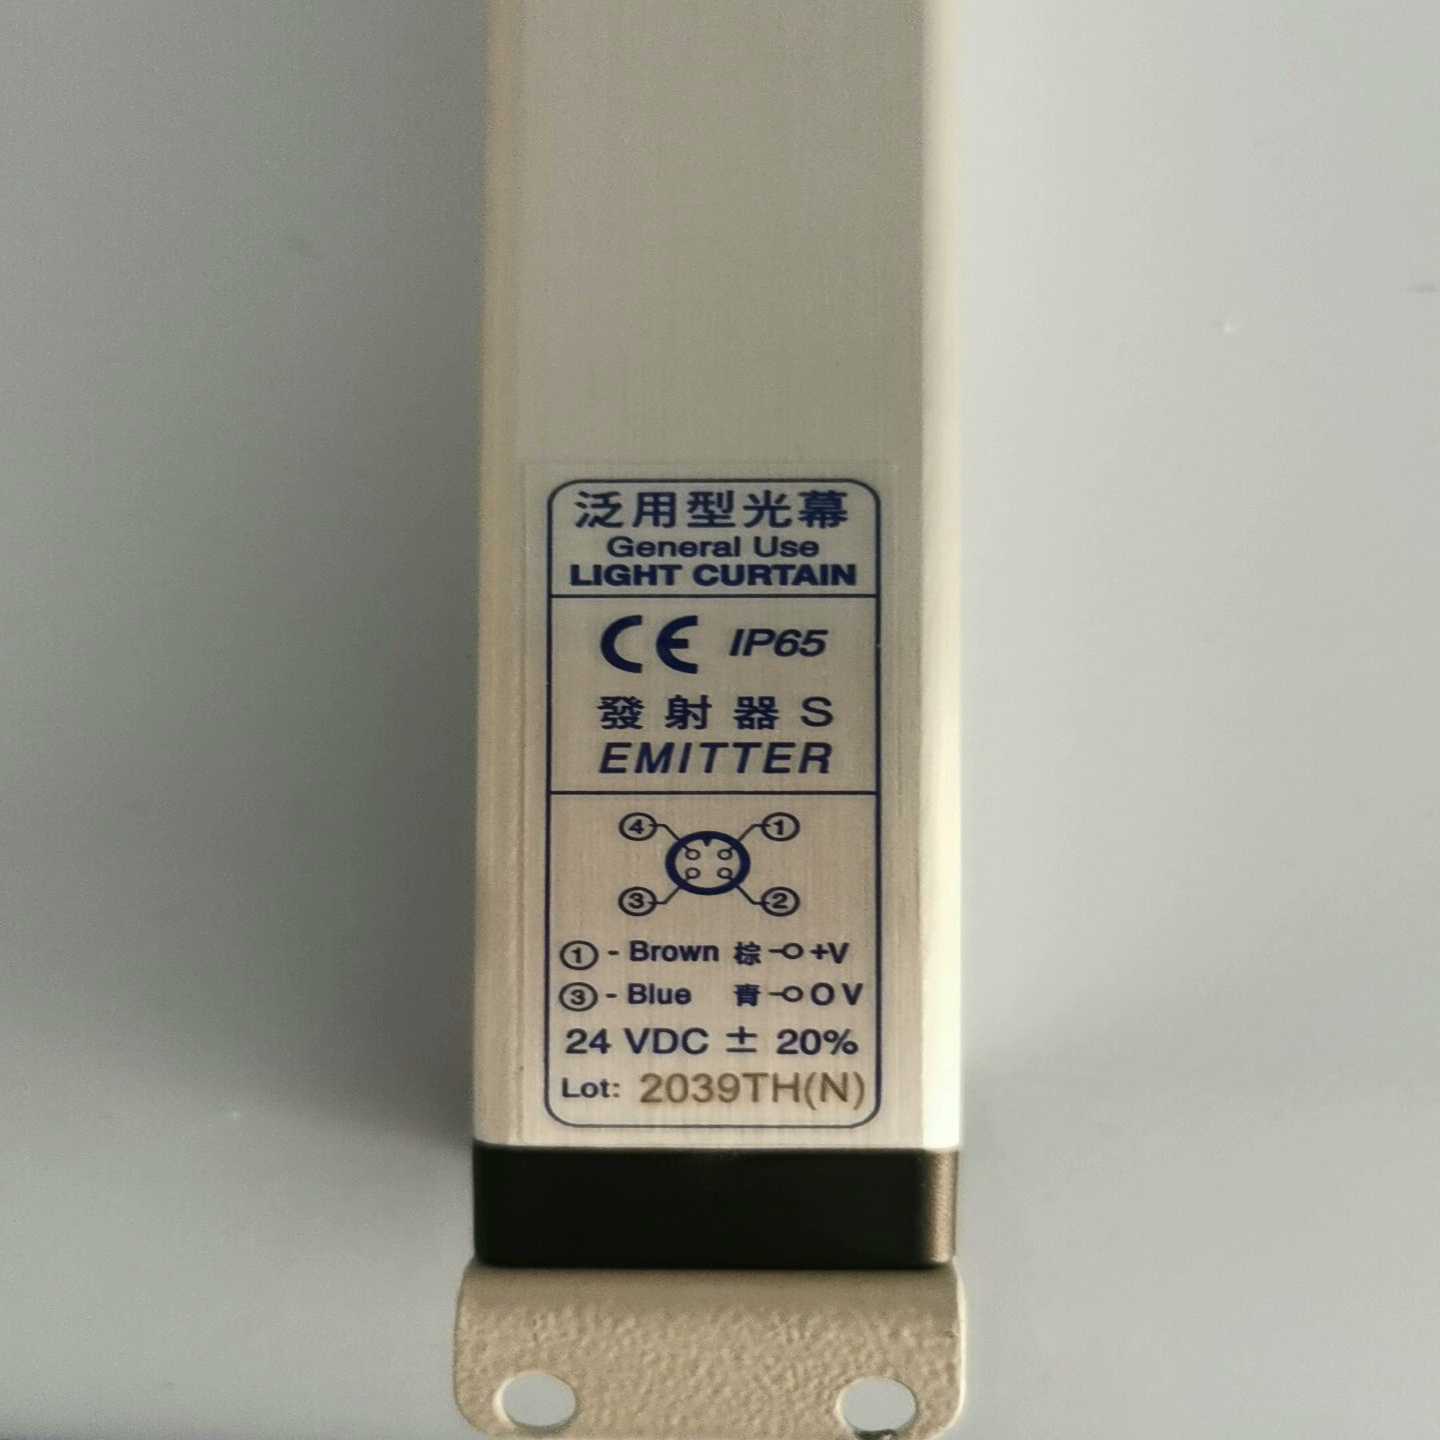 泛用型光幕
General Use
LIGHT CURTAIN
CE IP65
發射器 S
EMITTER
④ ①
③ ②
① - Brown 棕 +V
③ - Blue 青 0 V
24 VDC ± 20%
Lot: 2039TH(N)